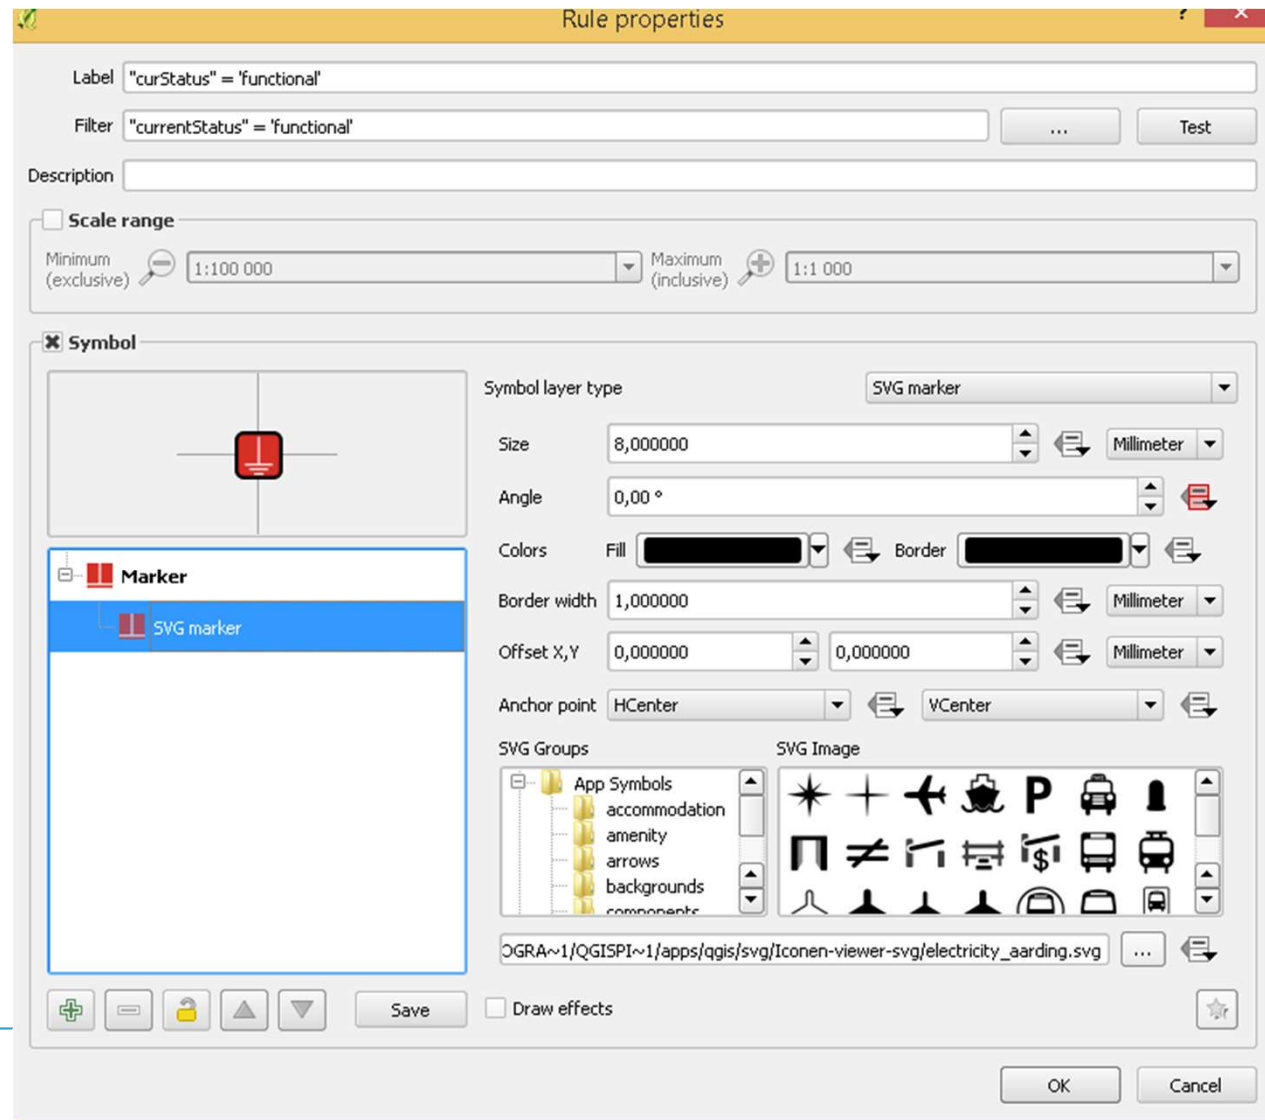 Rule properties
?
Label "curStatus" = 'functional'
Filter "currentStatus" = 'functional' ... Test
Description
Scale range
Minimum (exclusive) 1:100 000 Maximum (inclusive) 1:1 000
Symbol
Symbol layer type SVG marker
Size 8,000000 Millimeter
Angle 0,00 °
Colors Fill Border
Marker
Border width 1,000000 Millimeter
SVG marker
Offset X,Y 0,000000 0,000000 Millimeter
Anchor point HCenter VCenter
SVG Groups SVG Image
App Symbols
accommodation
amenity
arrows
backgrounds
components
P
$
OGRA~1/QGISPI~1/apps/qgis/svg/Iconen-viewer-svg/electricity_aarding.svg ...
Save Draw effects
OK Cancel